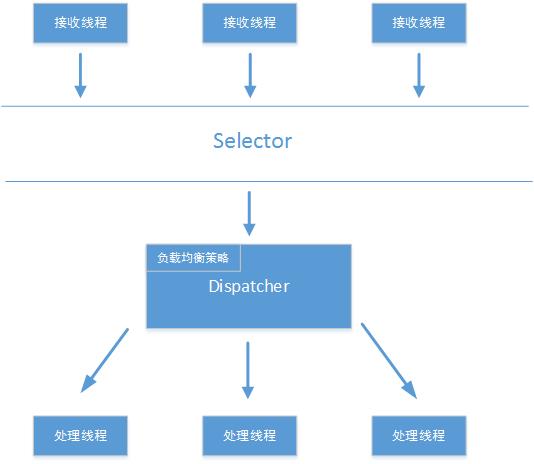 接收线程
接收线程
接收线程
Selector
负载均衡策略
Dispatcher
处理线程
处理线程
处理线程